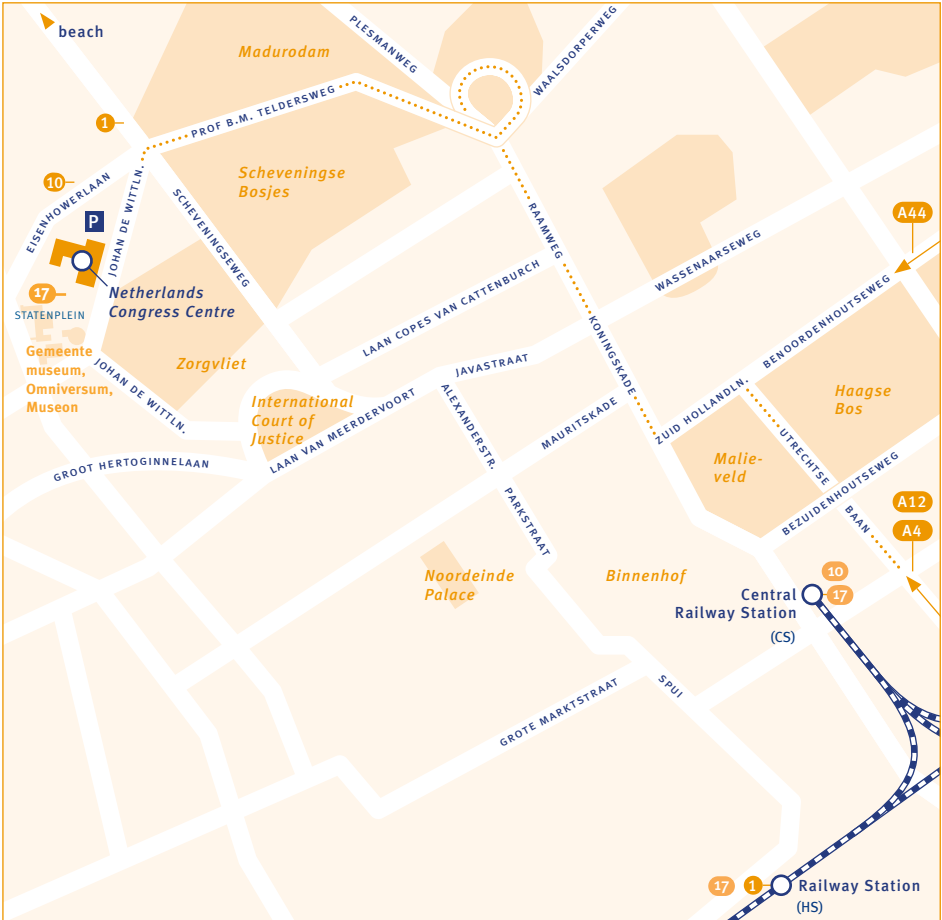 beach
PLESMANWEG
WAALSDORPERWEG
Madurodam
PROF B.M. TELDERSWEG
1
10
EISENHOWERLAAN
JOHAN DE WITTLN.
P
Scheveningse
Bosjes
SCHEVENINGSEWEG
RAAMWEG
WASSENAARSEWEG
A44
17
STATENPLEIN
Netherlands
Congress Centre
LAAN COPES VAN CATTENBURCH
KONINGSKADE
BENOORDENHOUTSEWEG
Gemeente
museum,
Omniversum,
Museon
JOHAN DE WITTLN.
Zorgvliet
JAVASTRAAT
International
Court of
Justice
LAAN VAN MEERDERVOORT
ALEXANDERSTR.
MAURITSKADE
ZUID HOLLANDLN.
Haagse
Bos
UTRECHTSE
BAAN
GROOT HERTOGINNELAAN
Malie-
veld
BEZUIDENHOUTSEWEG
A12
A4
PARKSTRAAT
Noordeinde
Palace
Binnenhof
10
17
Central
Railway Station
(CS)
SPUI
GROTE MARKTSTRAAT
17
1
Railway Station
(HS)